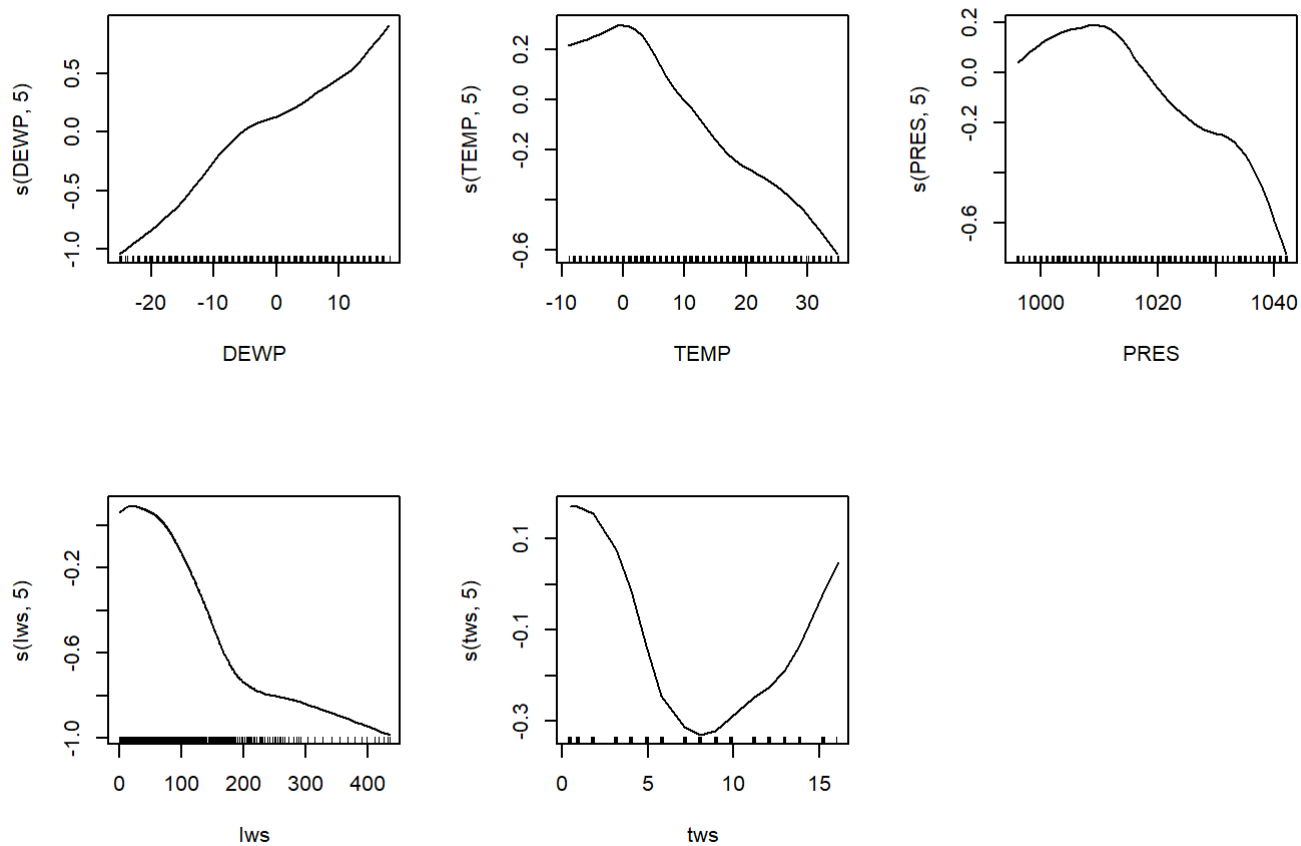 s(DEWP, 5)
0.5
0.0
-0.5
-1.0
-20 -10 0 10
DEWP
s(TEMP, 5)
0.2
0.0
-0.2
-0.6
-10 0 10 20 30
TEMP
s(PRES, 5)
0.2
0.0
-0.2
-0.6
1000 1020 1040
PRES
s(Iws, 5)
-0.2
-0.6
-1.0
0 100 200 300 400
Iws
s(tws, 5)
0.1
-0.1
-0.3
0 5 10 15
tws